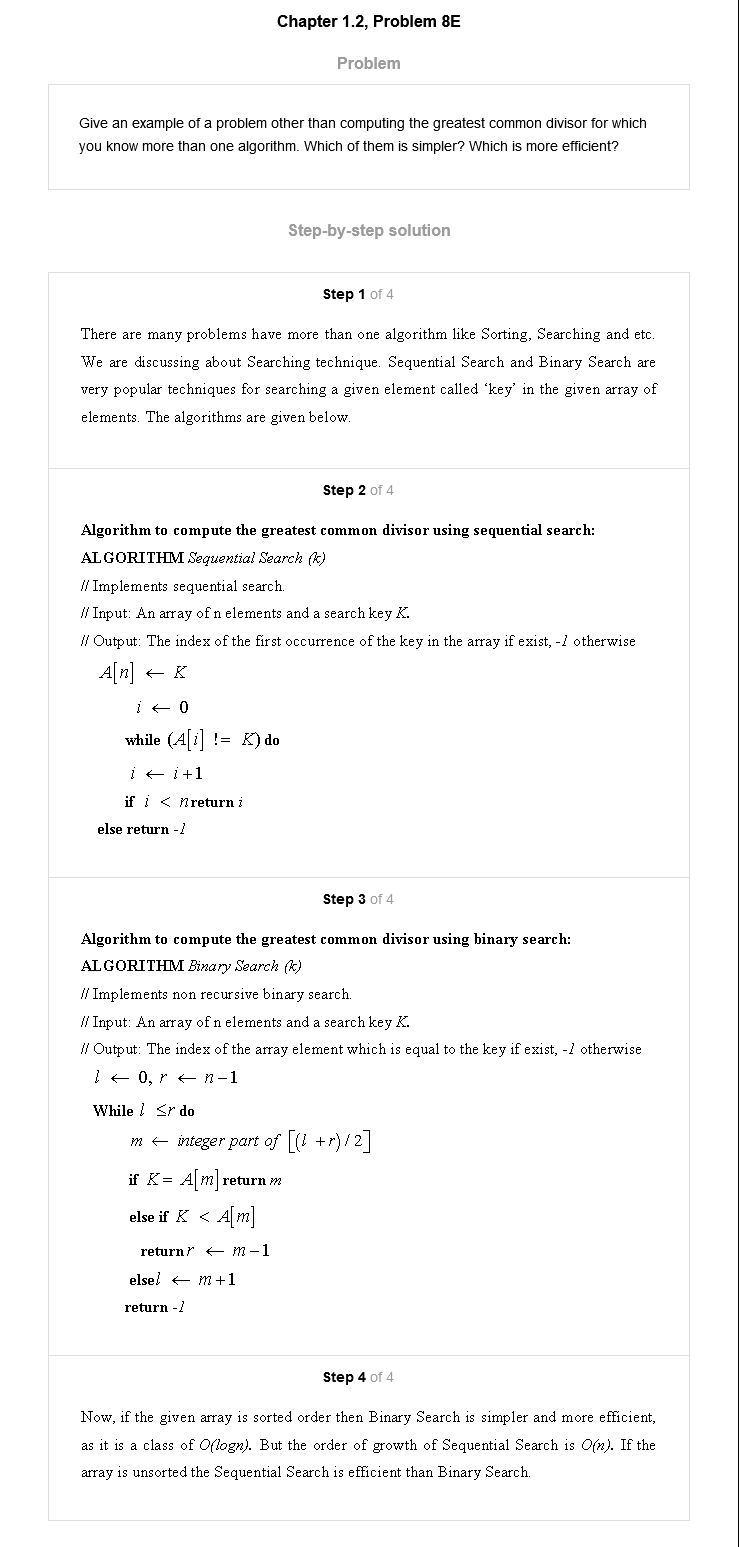 Chapter 1.2, Problem 8E
Problem
Give an example of a problem other than computing the greatest common divisor for which
you know more than one algorithm. Which of them is simpler? Which is more efficient?
Step-by-step solution
Step 1 of 4
There are many problems have more than one algorithm like Sorting, Searching and etc.
We are discussing about Searching technique. Sequential Search and Binary Search are
very popular techniques for searching a given element called ‘key’ in the given array of
elements. The algorithms are given below.
Step 2 of 4
Algorithm to compute the greatest common divisor using sequential search:
ALGORITHM Sequential Search (k)
// Implements sequential search.
// Input: An array of n elements and a search key K.
// Output: The index of the first occurrence of the key in the array if exist, -1 otherwise
A[n] ← K
i ← 0
while (A[i] != K) do
i ← i+1
if i < n return i
else return -1
Step 3 of 4
Algorithm to compute the greatest common divisor using binary search:
ALGORITHM Binary Search (k)
// Implements non recursive binary search.
// Input: An array of n elements and a search key K.
// Output: The index of the array element which is equal to the key if exist, -1 otherwise
l ← 0, r ← n−1
While l ≤ r do
m ← integer part of [(l +r)/2]
if K= A[m] return m
else if K < A[m]
return r ← m−1
else l ← m+1
return -1
Step 4 of 4
Now, if the given array is sorted order then Binary Search is simpler and more efficient,
as it is a class of O(logn). But the order of growth of Sequential Search is O(n). If the
array is unsorted the Sequential Search is efficient than Binary Search.